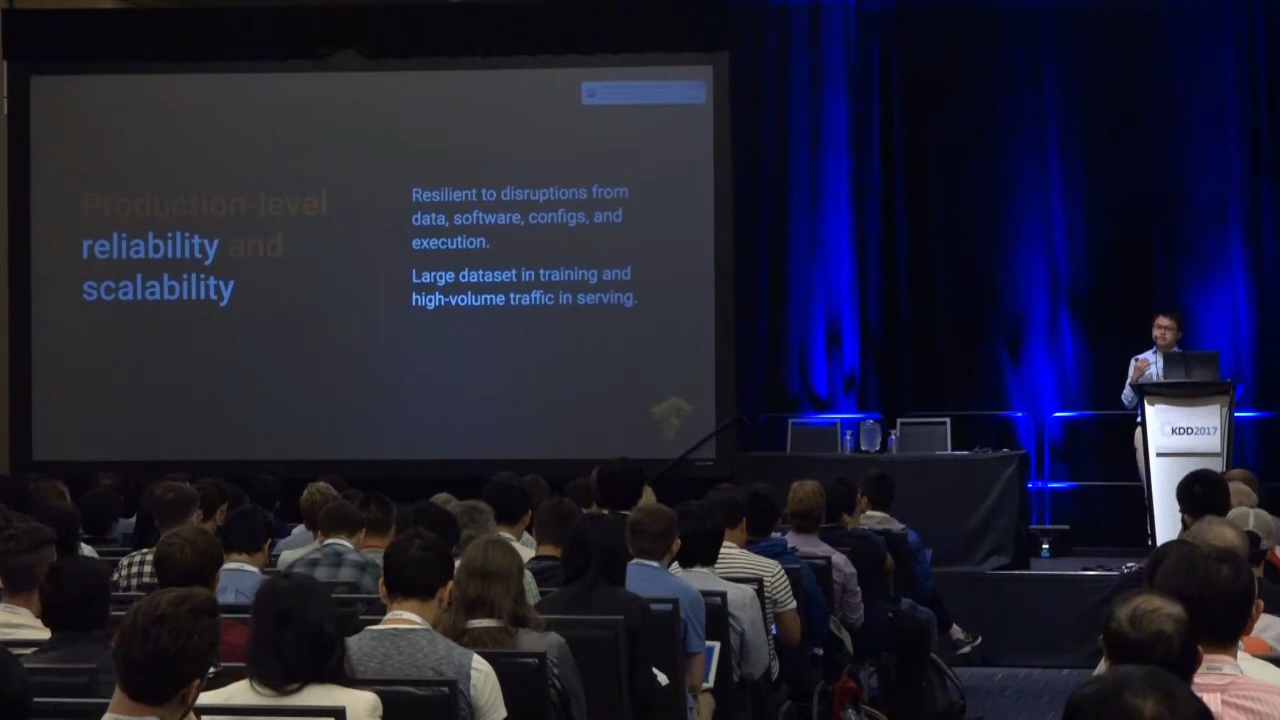 Production-level
reliability and
scalability
Resilient to disruptions from
data, software, configs, and
execution.
Large dataset in training and
high-volume traffic in serving.
KDD2017